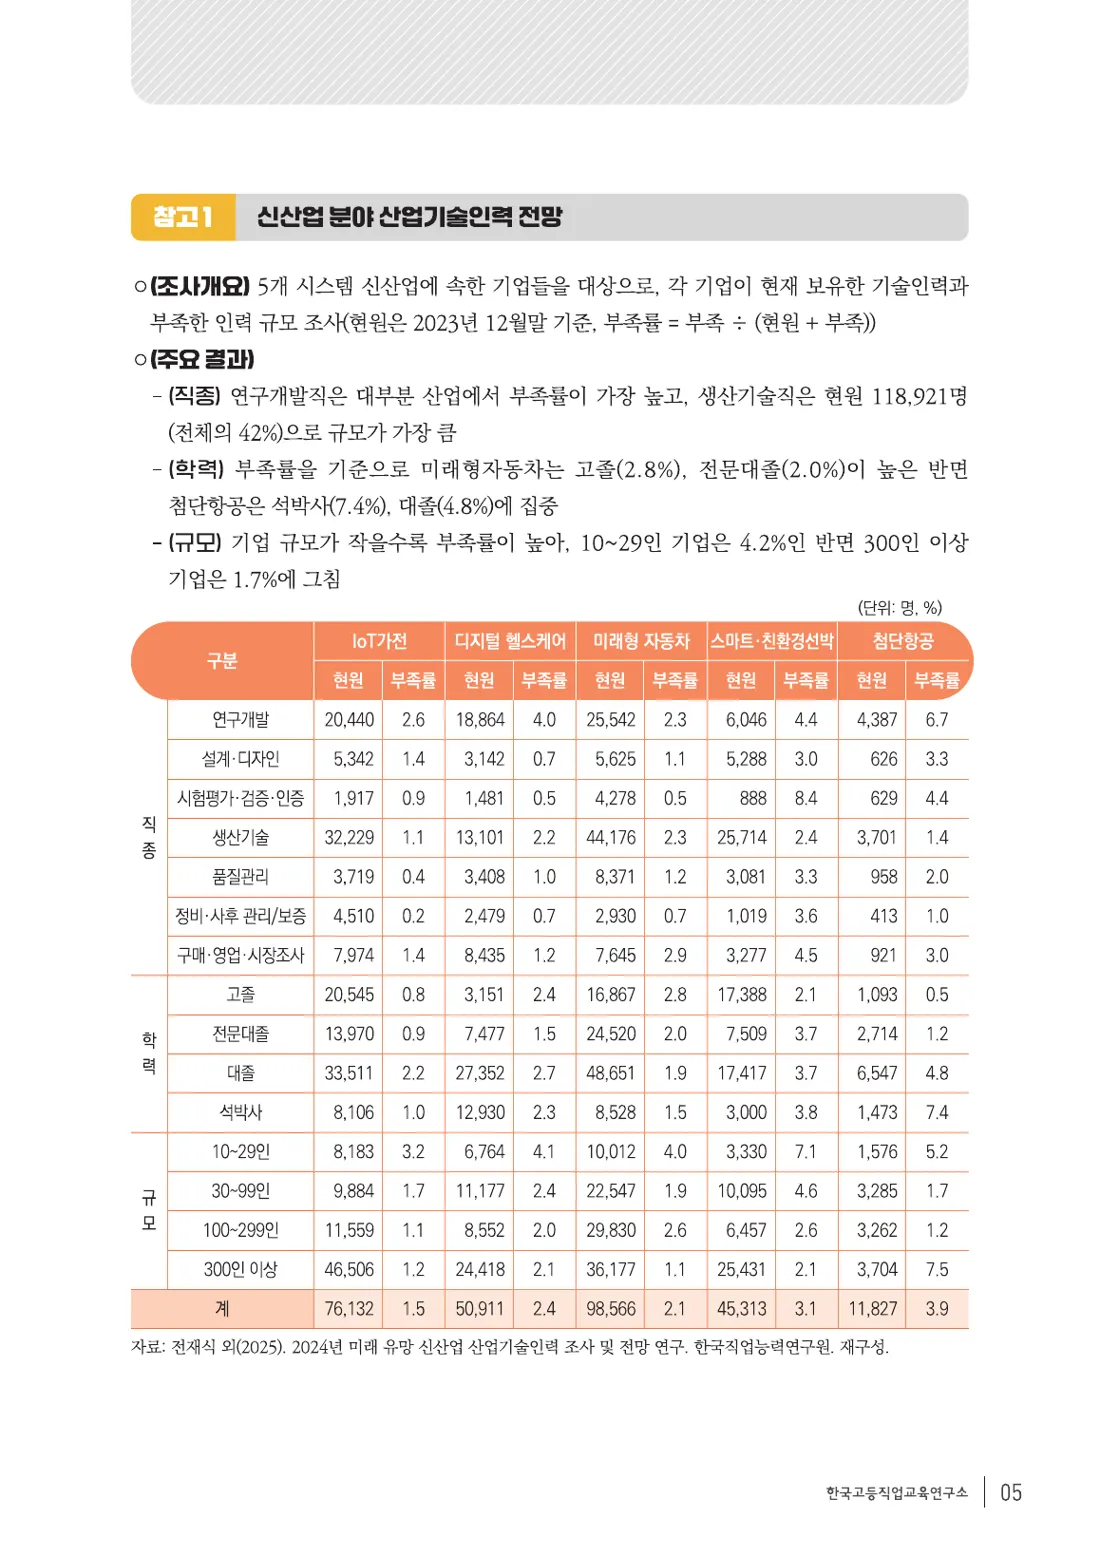 참고 1 신산업 분야 산업기술인력 전망
○ (조사개요) 5개 시스템 신산업에 속한 기업들을 대상으로, 각 기업이 현재 보유한 기술인력과
부족한 인력 규모 조사(현원은 2023년 12월말 기준, 부족률 = 부족 ÷ (현원 + 부족))
○ (주요 결과)
- (직종) 연구개발직은 대부분 산업에서 부족률이 가장 높고, 생산기술직은 현원 118,921명
(전체의 42%)으로 규모가 가장 큼
- (학력) 부족률을 기준으로 미래형자동차는 고졸(2.8%), 전문대졸(2.0%)이 높은 반면
첨단항공은 석박사(7.4%), 대졸(4.8%)에 집중
- (규모) 기업 규모가 작을수록 부족률이 높아, 10~29인 기업은 4.2%인 반면 300인 이상
기업은 1.7%에 그침
(단위: 명, %)
구분 IoT가전 디지털 헬스케어 미래형 자동차 스마트·친환경선박 첨단항공
현원 부족률 현원 부족률 현원 부족률 현원 부족률 현원 부족률
직종
연구개발 20,440 2.6 18,864 4.0 25,542 2.3 6,046 4.4 4,387 6.7
설계·디자인 5,342 1.4 3,142 0.7 5,625 1.1 5,288 3.0 626 3.3
시험평가·검증·인증 1,917 0.9 1,481 0.5 4,278 0.5 888 8.4 629 4.4
생산기술 32,229 1.1 13,101 2.2 44,176 2.3 25,714 2.4 3,701 1.4
품질관리 3,719 0.4 3,408 1.0 8,371 1.2 3,081 3.3 958 2.0
정비·사후 관리/보증 4,510 0.2 2,479 0.7 2,930 0.7 1,019 3.6 413 1.0
구매·영업·시장조사 7,974 1.4 8,435 1.2 7,645 2.9 3,277 4.5 921 3.0
학력
고졸 20,545 0.8 3,151 2.4 16,867 2.8 17,388 2.1 1,093 0.5
전문대졸 13,970 0.9 7,477 1.5 24,520 2.0 7,509 3.7 2,714 1.2
대졸 33,511 2.2 27,352 2.7 48,651 1.9 17,417 3.7 6,547 4.8
석박사 8,106 1.0 12,930 2.3 8,528 1.5 3,000 3.8 1,473 7.4
규모
10~29인 8,183 3.2 6,764 4.1 10,012 4.0 3,330 7.1 1,576 5.2
30~99인 9,884 1.7 11,177 2.4 22,547 1.9 10,095 4.6 3,285 1.7
100~299인 11,559 1.1 8,552 2.0 29,830 2.6 6,457 2.6 3,262 1.2
300인 이상 46,506 1.2 24,418 2.1 36,177 1.1 25,431 2.1 3,704 7.5
계 76,132 1.5 50,911 2.4 98,566 2.1 45,313 3.1 11,827 3.9
자료: 전재식 외(2025). 2024년 미래 유망 신산업 산업기술인력 조사 및 전망 연구. 한국직업능력연구원. 재구성.
한국고등직업교육연구소 05